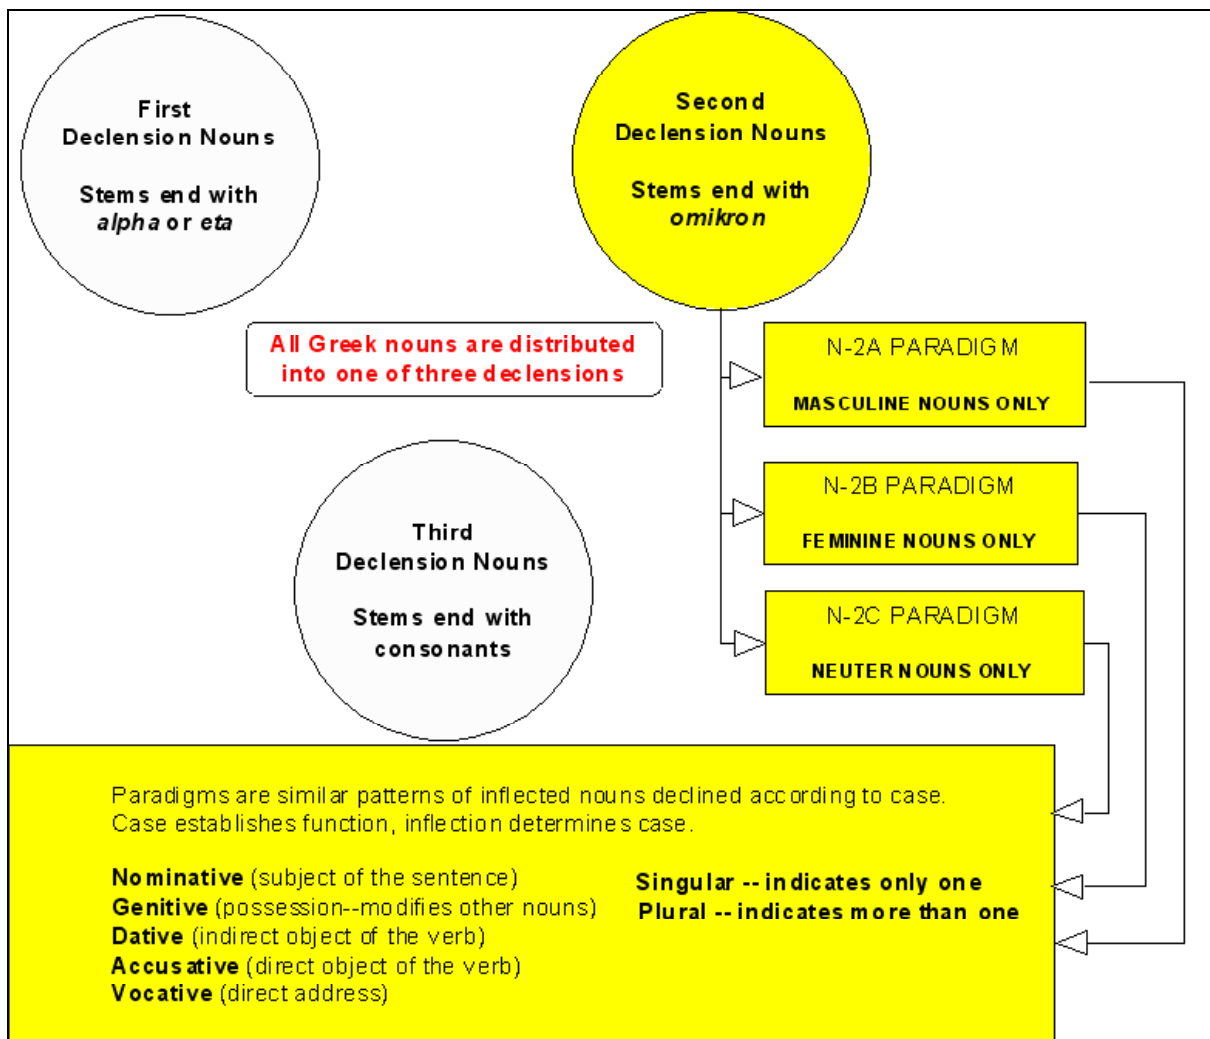 First
Declension Nouns
Stems end with
alpha or eta
Second
Declension Nouns
Stems end with
omikron
All Greek nouns are distributed
into one of three declensions
N-2A PARADIGM
MASCULINE NOUNS ONLY
N-2B PARADIGM
FEMININE NOUNS ONLY
Third
Declension Nouns
Stems end with
consonants
N-2C PARADIGM
NEUTER NOUNS ONLY
Paradigms are similar patterns of inflected nouns declined according to case.
Case establishes function, inflection determines case.
Nominative (subject of the sentence)
Genitive (possession--modifies other nouns)
Dative (indirect object of the verb)
Accusative (direct object of the verb)
Vocative (direct address)
Singular -- indicates only one
Plural -- indicates more than one